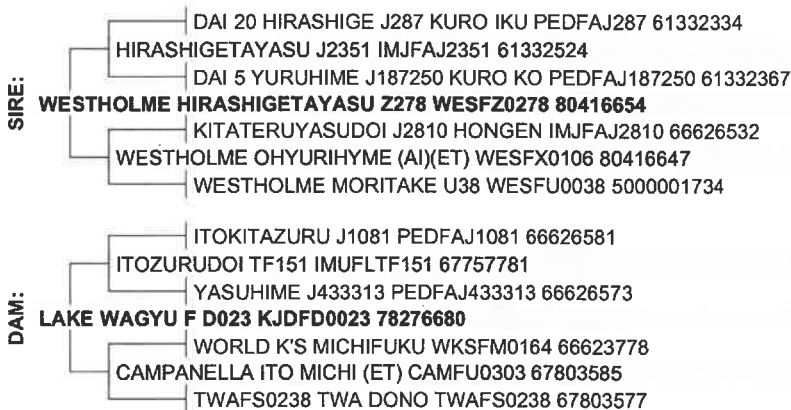 SIRE:
DAI 20 HIRASHIGE J287 KURO IKU PEDFAJ287 61332334
HIRASHIGETAYASU J2351 IMJFAJ2351 61332524
DAI 5 YURUHIME J187250 KURO KO PEDFAJ187250 61332367
WESTHOLME HIRASHIGETAYASU Z278 WESFZ0278 80416654
KITATERUYASUDOI J2810 HONGEN IMJFAJ2810 66626532
WESTHOLME OHYURIHYME (AI)(ET) WESFX0106 80416647
WESTHOLME MORITAKE U38 WESFU0038 5000001734
DAM:
ITOKITAZURU J1081 PEDFAJ1081 66626581
ITOZURUDOI TF151 IMUFLTF151 67757781
YASUHIME J433313 PEDFAJ433313 66626573
LAKE WAGYU F D023 KJDFD0023 78276680
WORLD K'S MICHIFUKU WKSFM0164 66623778
CAMPANELLA ITO MICHI (ET) CAMFU0303 67803585
TWAFS0238 TWA DONO TWAFS0238 67803577